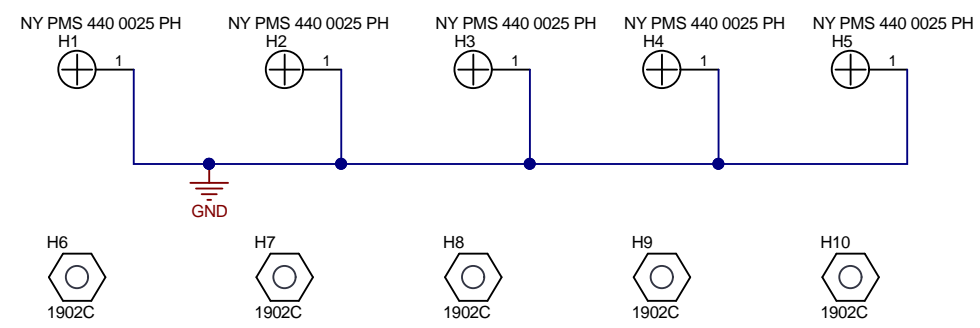 NY PMS 440 0025 PH NY PMS 440 0025 PH NY PMS 440 0025 PH NY PMS 440 0025 PH NY PMS 440 0025 PH
H1 H2 H3 H4 H5
1 1 1 1 1
GND
H6 H7 H8 H9 H10
1902C 1902C 1902C 1902C 1902C